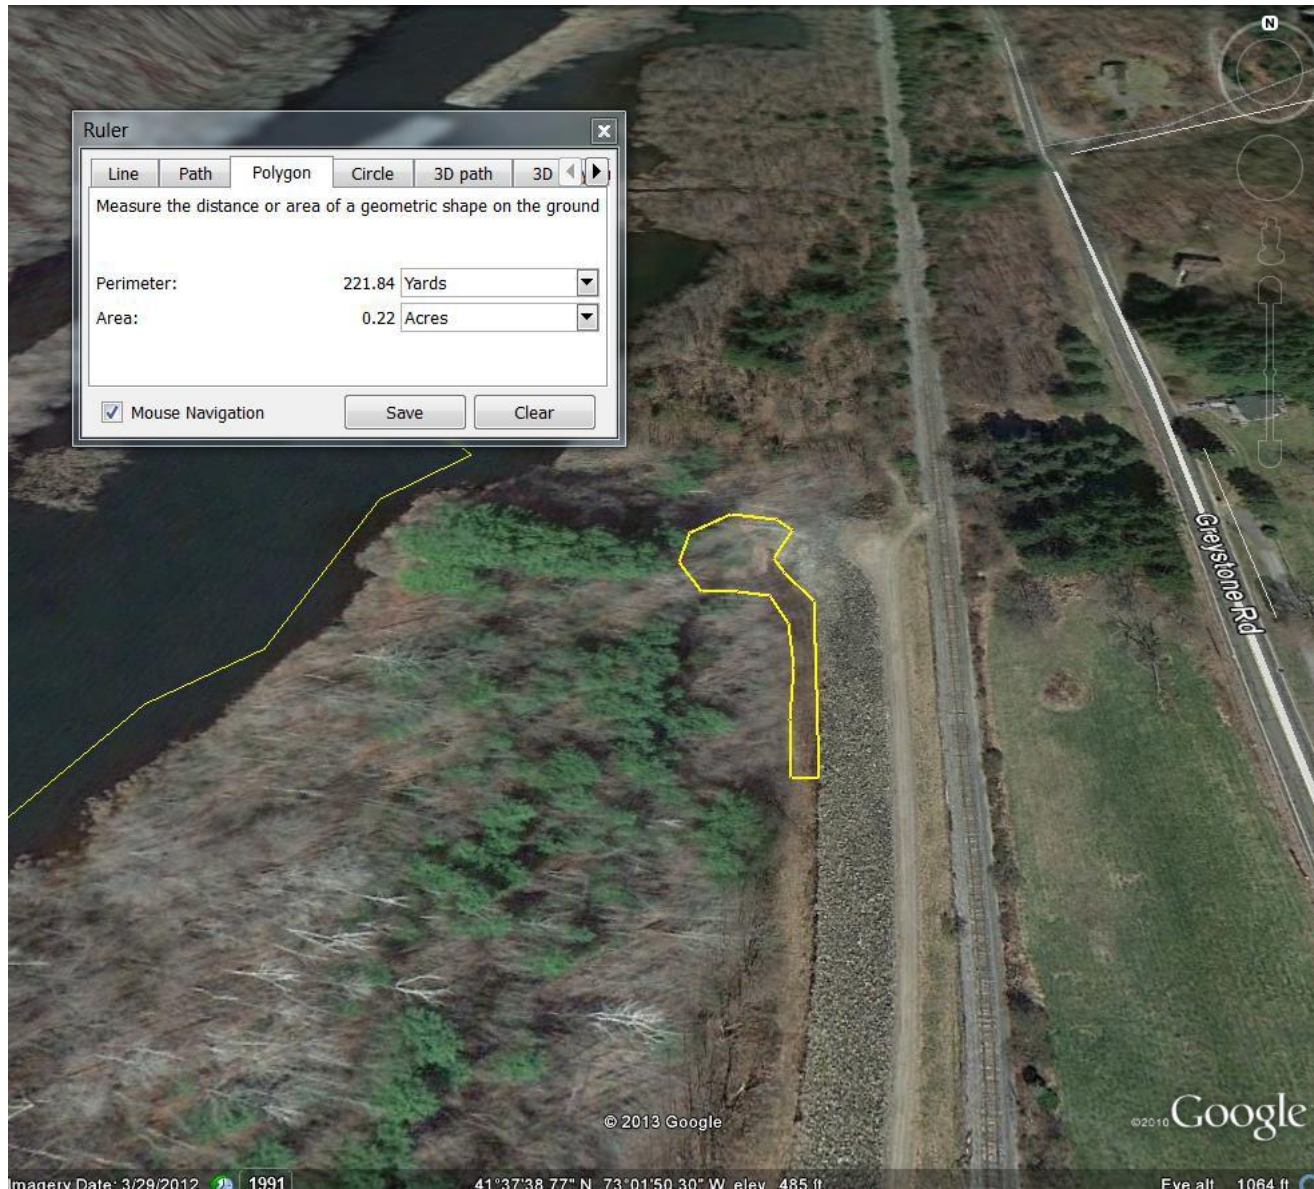 N
Ruler
Line Path Polygon Circle 3D path 3D
Measure the distance or area of a geometric shape on the ground
Perimeter: 221.84 Yards
Area: 0.22 Acres
Mouse Navigation Save Clear
Greystone Rd
© 2013 Google
©2010 Google
Imagery Date: 3/29/2012 1991 41°37'38.77" N 73°01'50.30" W elev 485 ft Eye alt 1064 ft